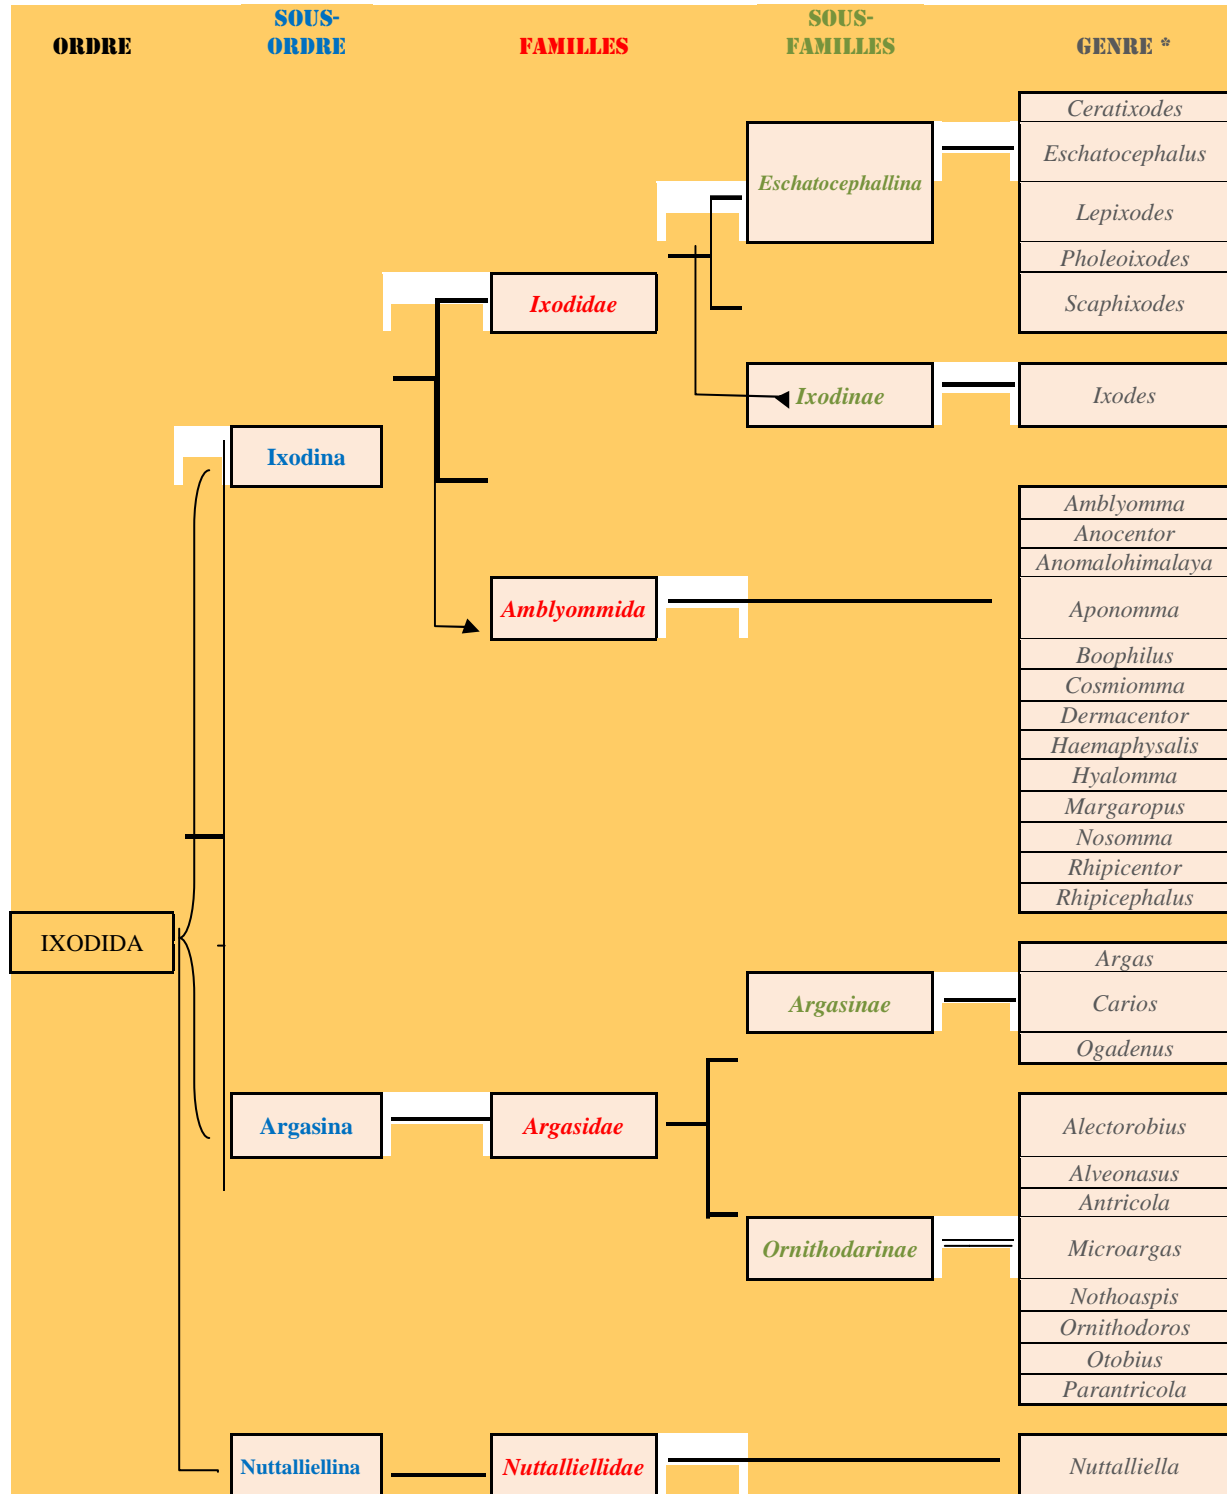 ORDRE
SOUS-
ORDRE
FAMILLES
SOUS-
FAMILLES
GENRE *
Ceratixodes
Eschatocephalus
Lepixodes
Pholeoixodes
Scaphixodes
Eschatocephallina
Ixodidae
Ixodinae
Ixodes
Ixodina
Amblyommida
Amblyomma
Anocentor
Anomalohimalaya
Aponomma
Boophilus
Cosmiomma
Dermacentor
Haemaphysalis
Hyalomma
Margaropus
Nosomma
Rhipicentor
Rhipicephalus
IXODIDA
Argasinae
Argas
Carios
Ogadenus
Argasina
Argasidae
Ornithodarinae
Alectorobius
Alveonasus
Antricola
Microargas
Nothoaspis
Ornithodoros
Otobius
Parantricola
Nuttalliellina
Nuttalliellidae
Nuttalliella